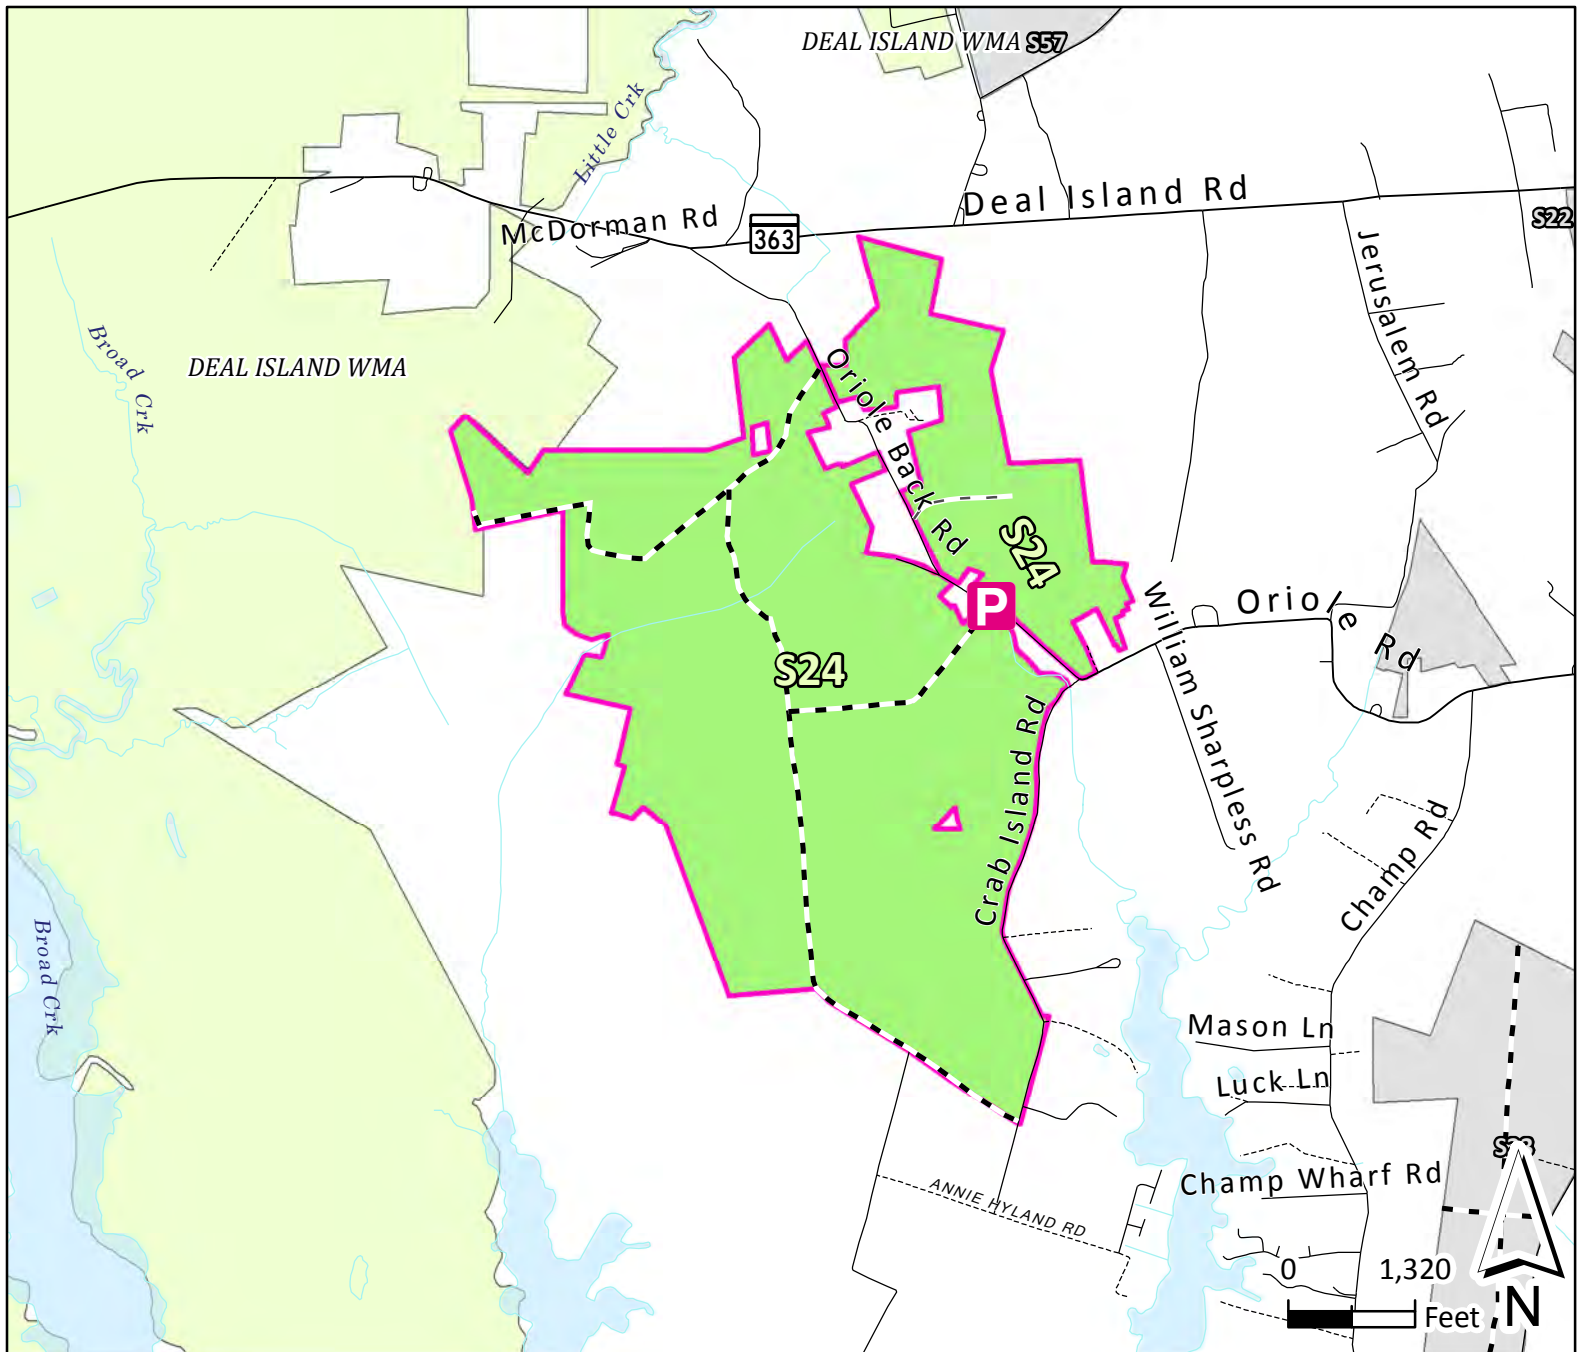 DEAL ISLAND WMA
S57
Little Crk
Deal Island Rd
McDorman Rd
363
S22
Jerusalem Rd
Broad Crk
DEAL ISLAND WMA
Oriole Back Rd
S24
P
William Sharpless Rd
Oriole Rd
S24
Crab Island Rd
Champ Rd
Broad Crk
Mason Ln
Luck Ln
Champ Wharf Rd
ANNIE HYLAND RD
0 1,320
Feet
N